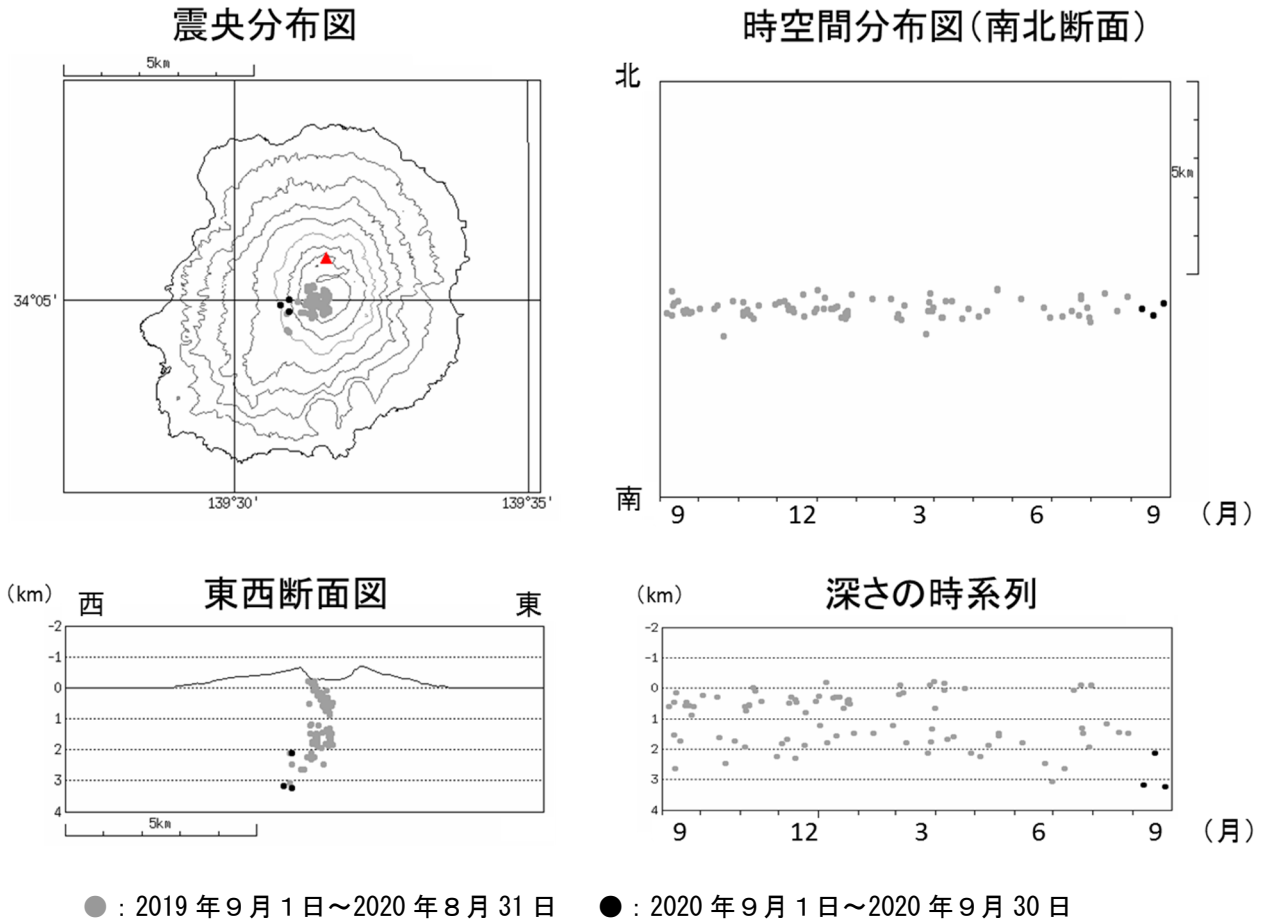 震央分布図
5km
34°05'
139°30'
139°35'
時空間分布図(南北断面)
北
5km
南
9 12 3 6 9 (月)
東西断面図
(km) 西 東
-2
-1
0
1
2
3
4
5km
深さの時系列
(km)
-2
-1
0
1
2
3
4
9 12 3 6 9 (月)
●:2019年9月1日~2020年8月31日 ●:2020年9月1日~2020年9月30日